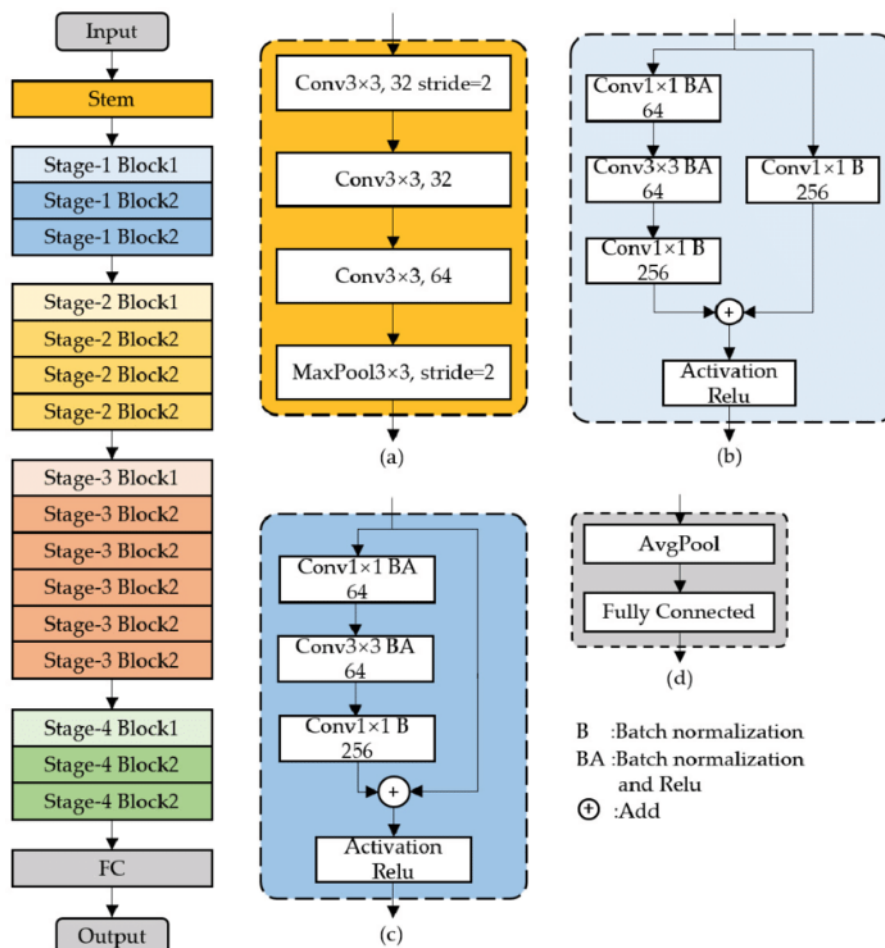 Input
Stem
Stage-1 Block1
Stage-1 Block2
Stage-1 Block2
Stage-2 Block1
Stage-2 Block2
Stage-2 Block2
Stage-2 Block2
Stage-3 Block1
Stage-3 Block2
Stage-3 Block2
Stage-3 Block2
Stage-3 Block2
Stage-3 Block2
Stage-4 Block1
Stage-4 Block2
Stage-4 Block2
FC
Output
Conv3×3, 32 stride=2
Conv3×3, 32
Conv3×3, 64
MaxPool3×3, stride=2
(a)
Conv1×1 BA
64
Conv3×3 BA
64
Conv1×1 B
256
Conv1×1 B
256
+
Activation
Relu
(b)
Conv1×1 BA
64
Conv3×3 BA
64
Conv1×1 B
256
+
Activation
Relu
(c)
AvgPool
Fully Connected
(d)
B :Batch normalization
BA :Batch normalization
and Relu
+ :Add